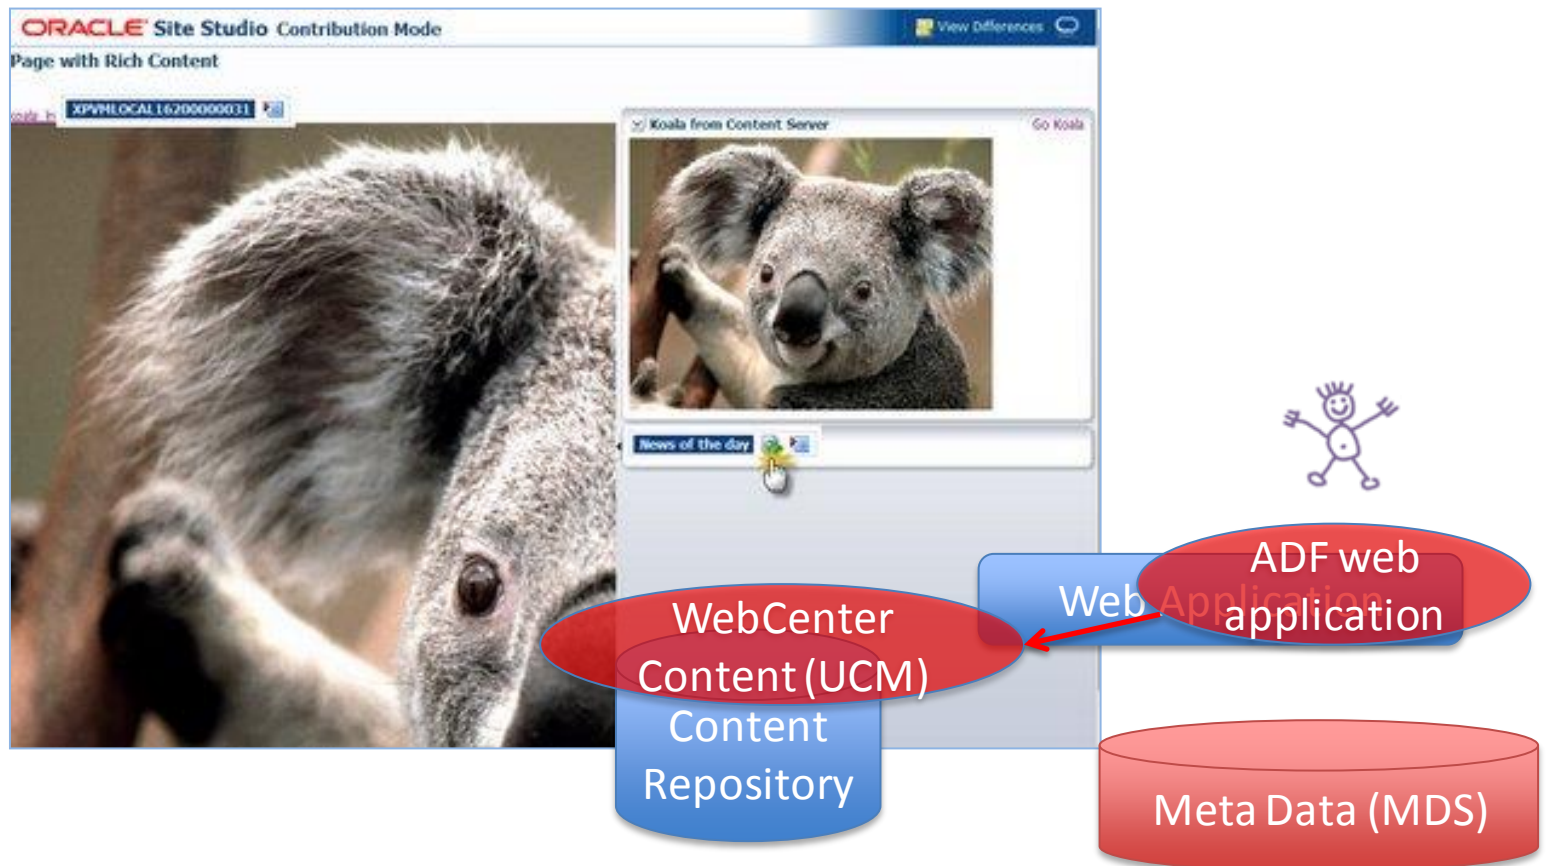 ORACLE Site Studio Contribution Mode
View Differences
Page with Rich Content
XPVMLOCAL16200000031
Koala from Content Server
Go Koala
News of the day
ADF web
application
Web Application
WebCenter
Content (UCM)
Content
Repository
Meta Data (MDS)